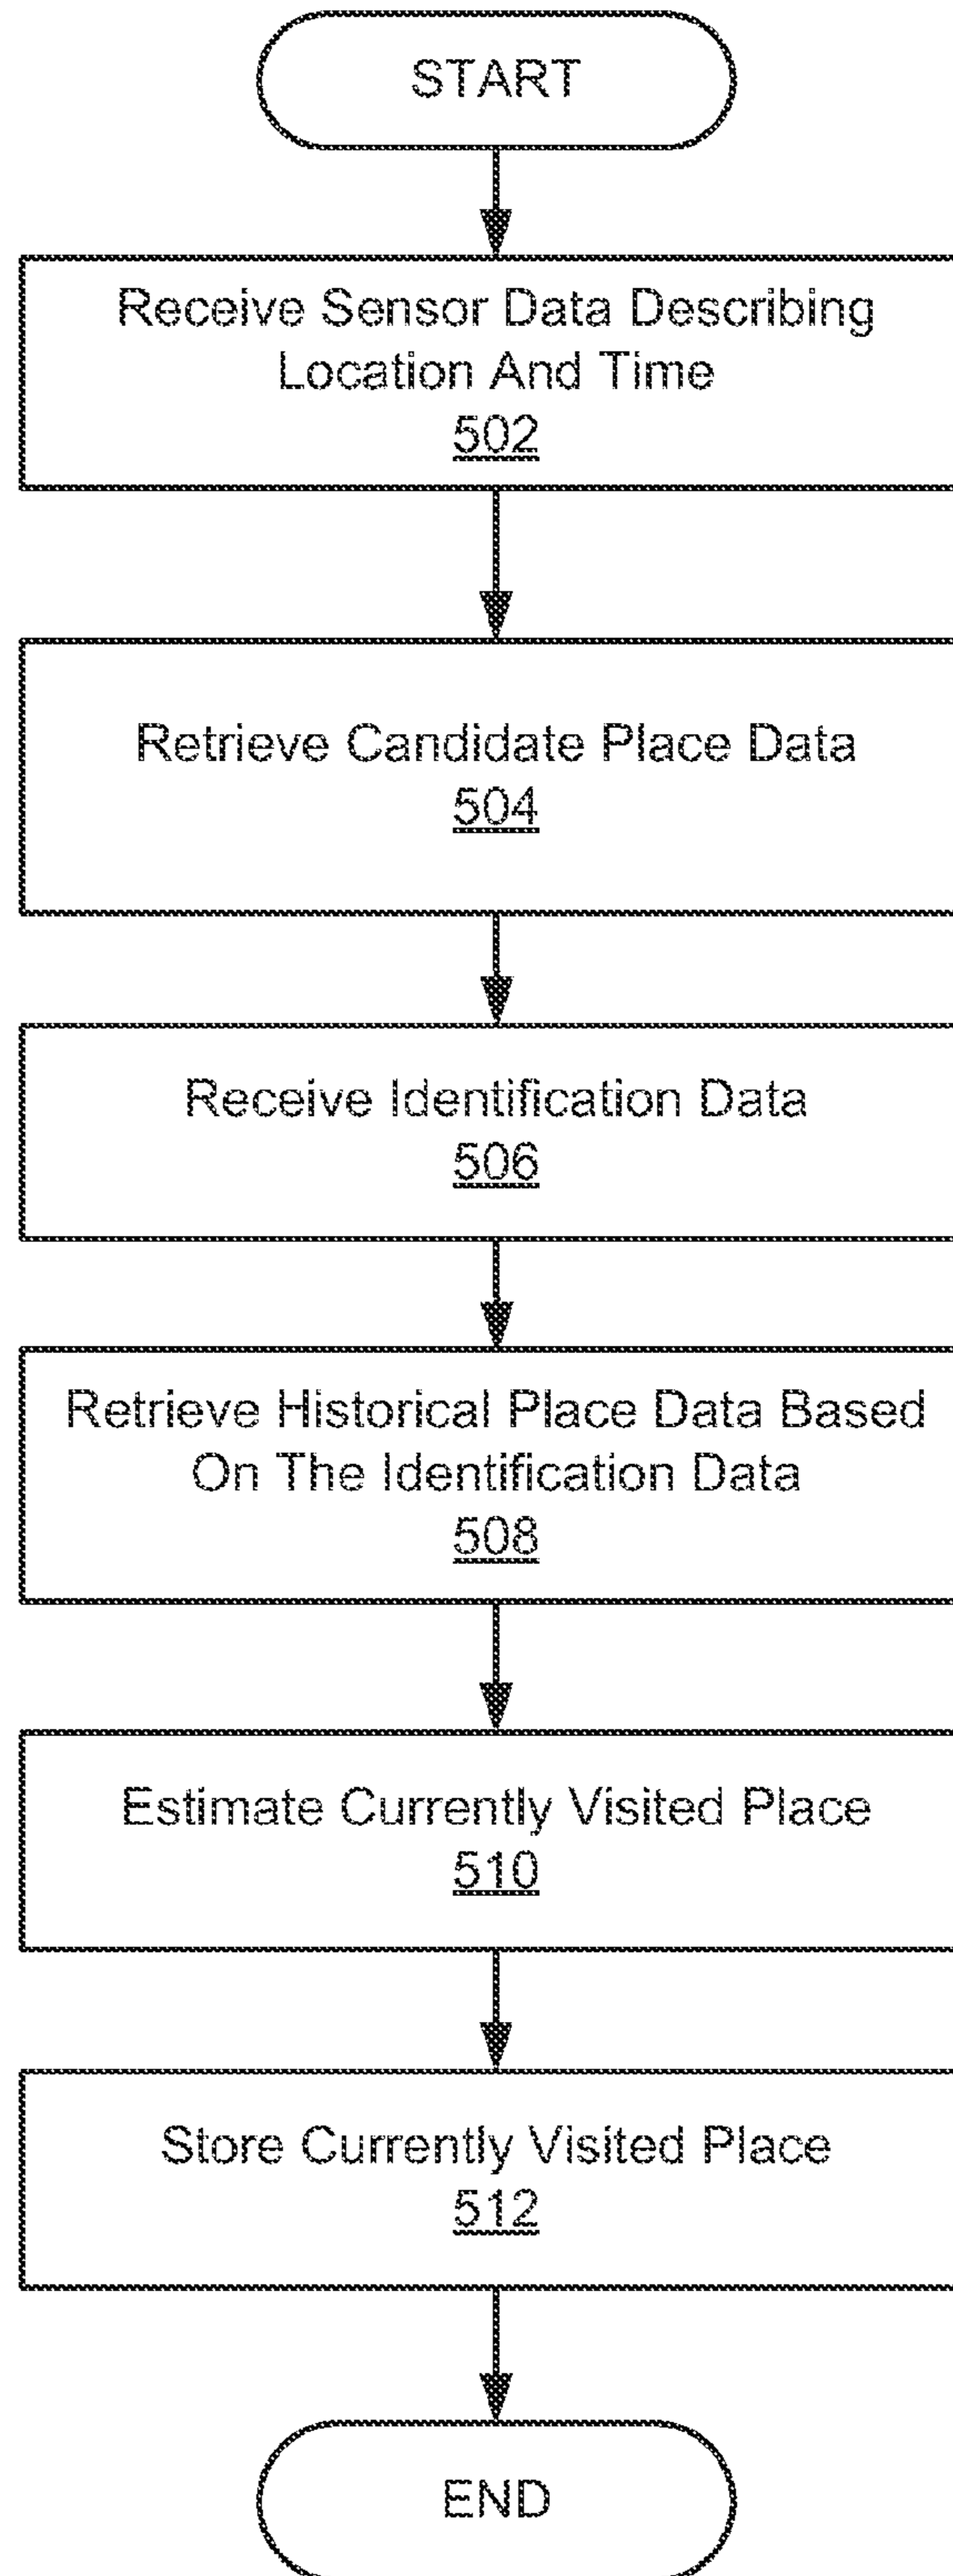 START
Receive Sensor Data Describing
Location And Time
502
Retrieve Candidate Place Data
504
Receive Identification Data
506
Retrieve Historical Place Data Based
On The Identification Data
508
Estimate Currently Visited Place
510
Store Currently Visited Place
512
END